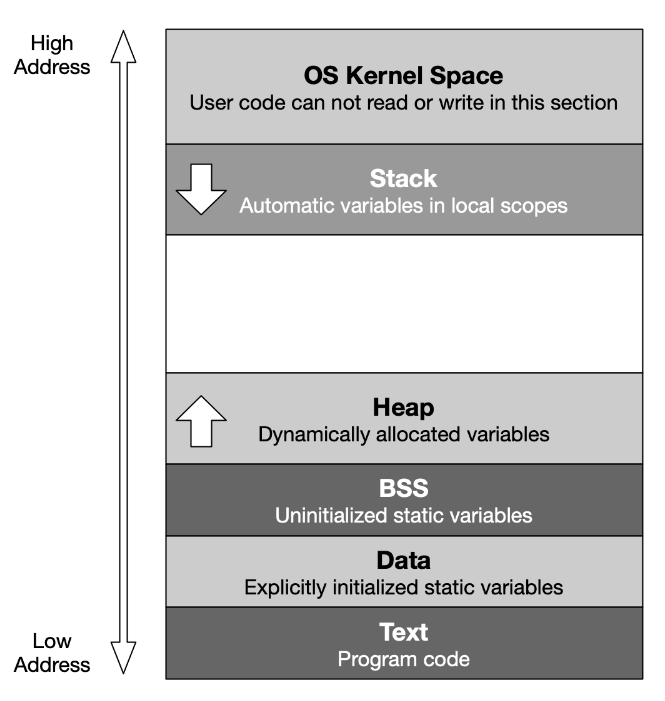 High
Address
OS Kernel Space
User code can not read or write in this section
Stack
Automatic variables in local scopes
Heap
Dynamically allocated variables
BSS
Uninitialized static variables
Data
Explicitly initialized static variables
Low
Address
Text
Program code